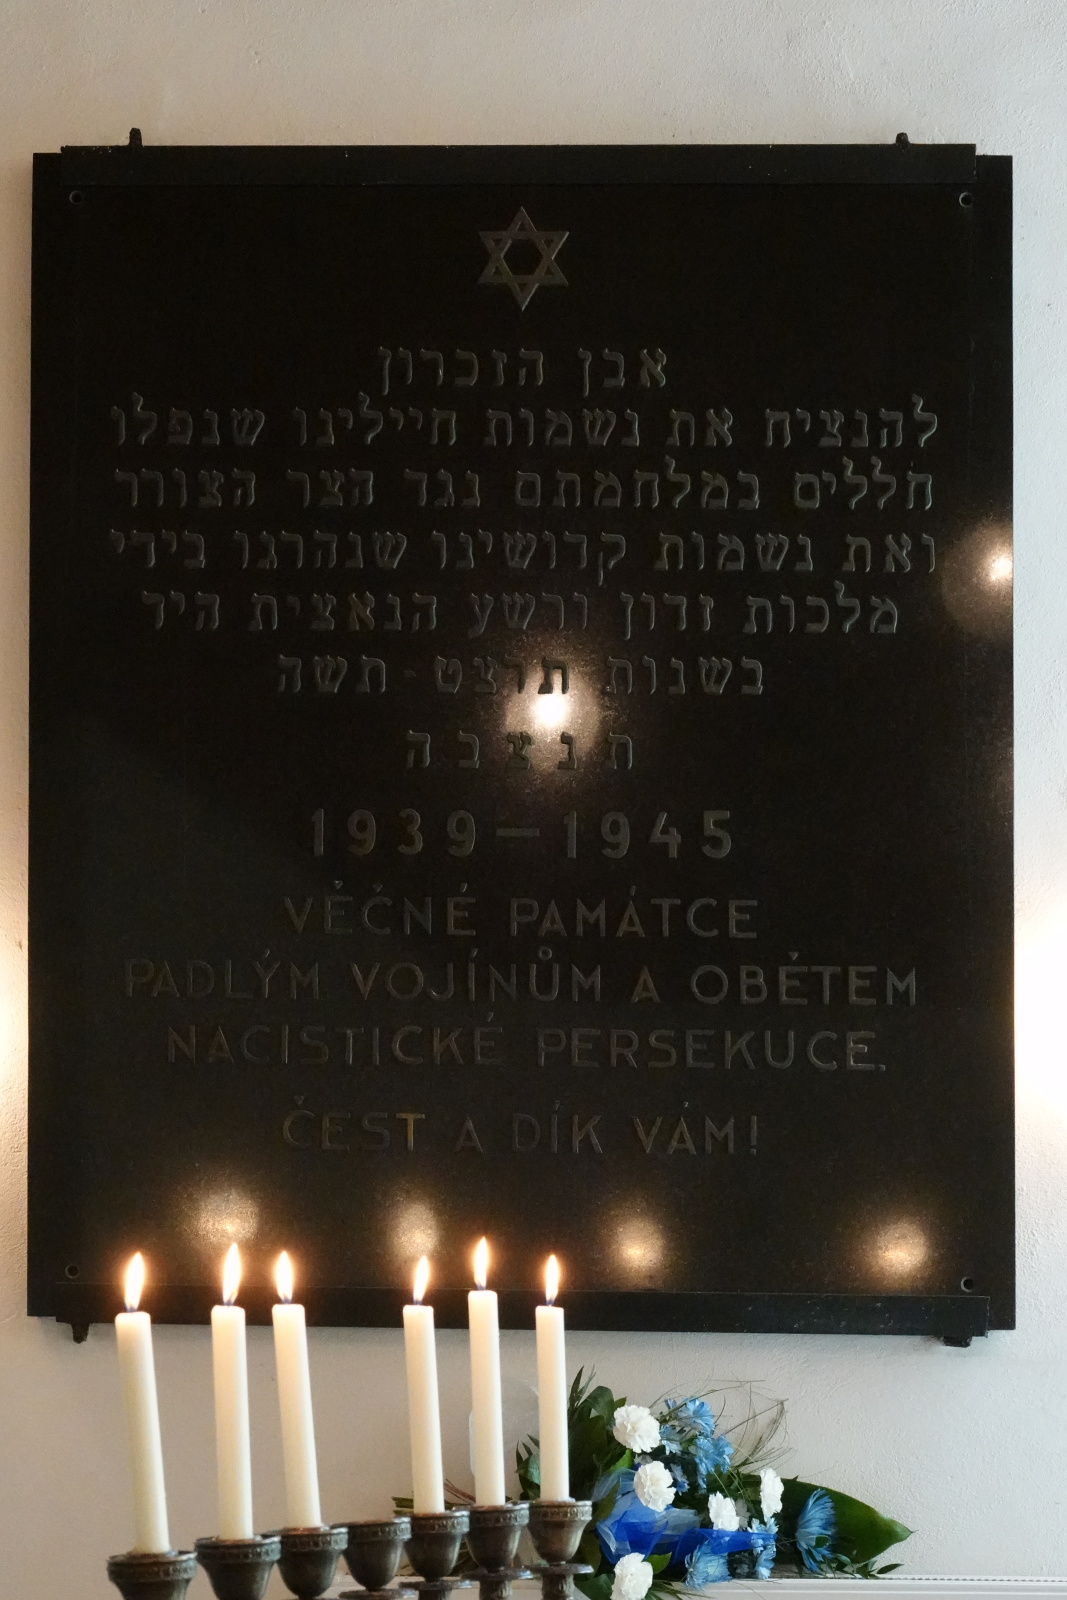 אבן הזכרון
להנציח את נשמות חיילינו שנפלו
חללים במלחמתם נגד הצר הצורר
ואת נשמות קדושינו שנהרגו בידי
מלכות זדון ורשע הנאצית היד
בשנות תרצט-תשה
תנצבה
1939—1945
VĚČNÉ PAMÁTCE
PADLÝM VOJÍNŮM A OBĚTEM
NACISTICKÉ PERSEKUCE.
ČEST A DÍK VÁM!